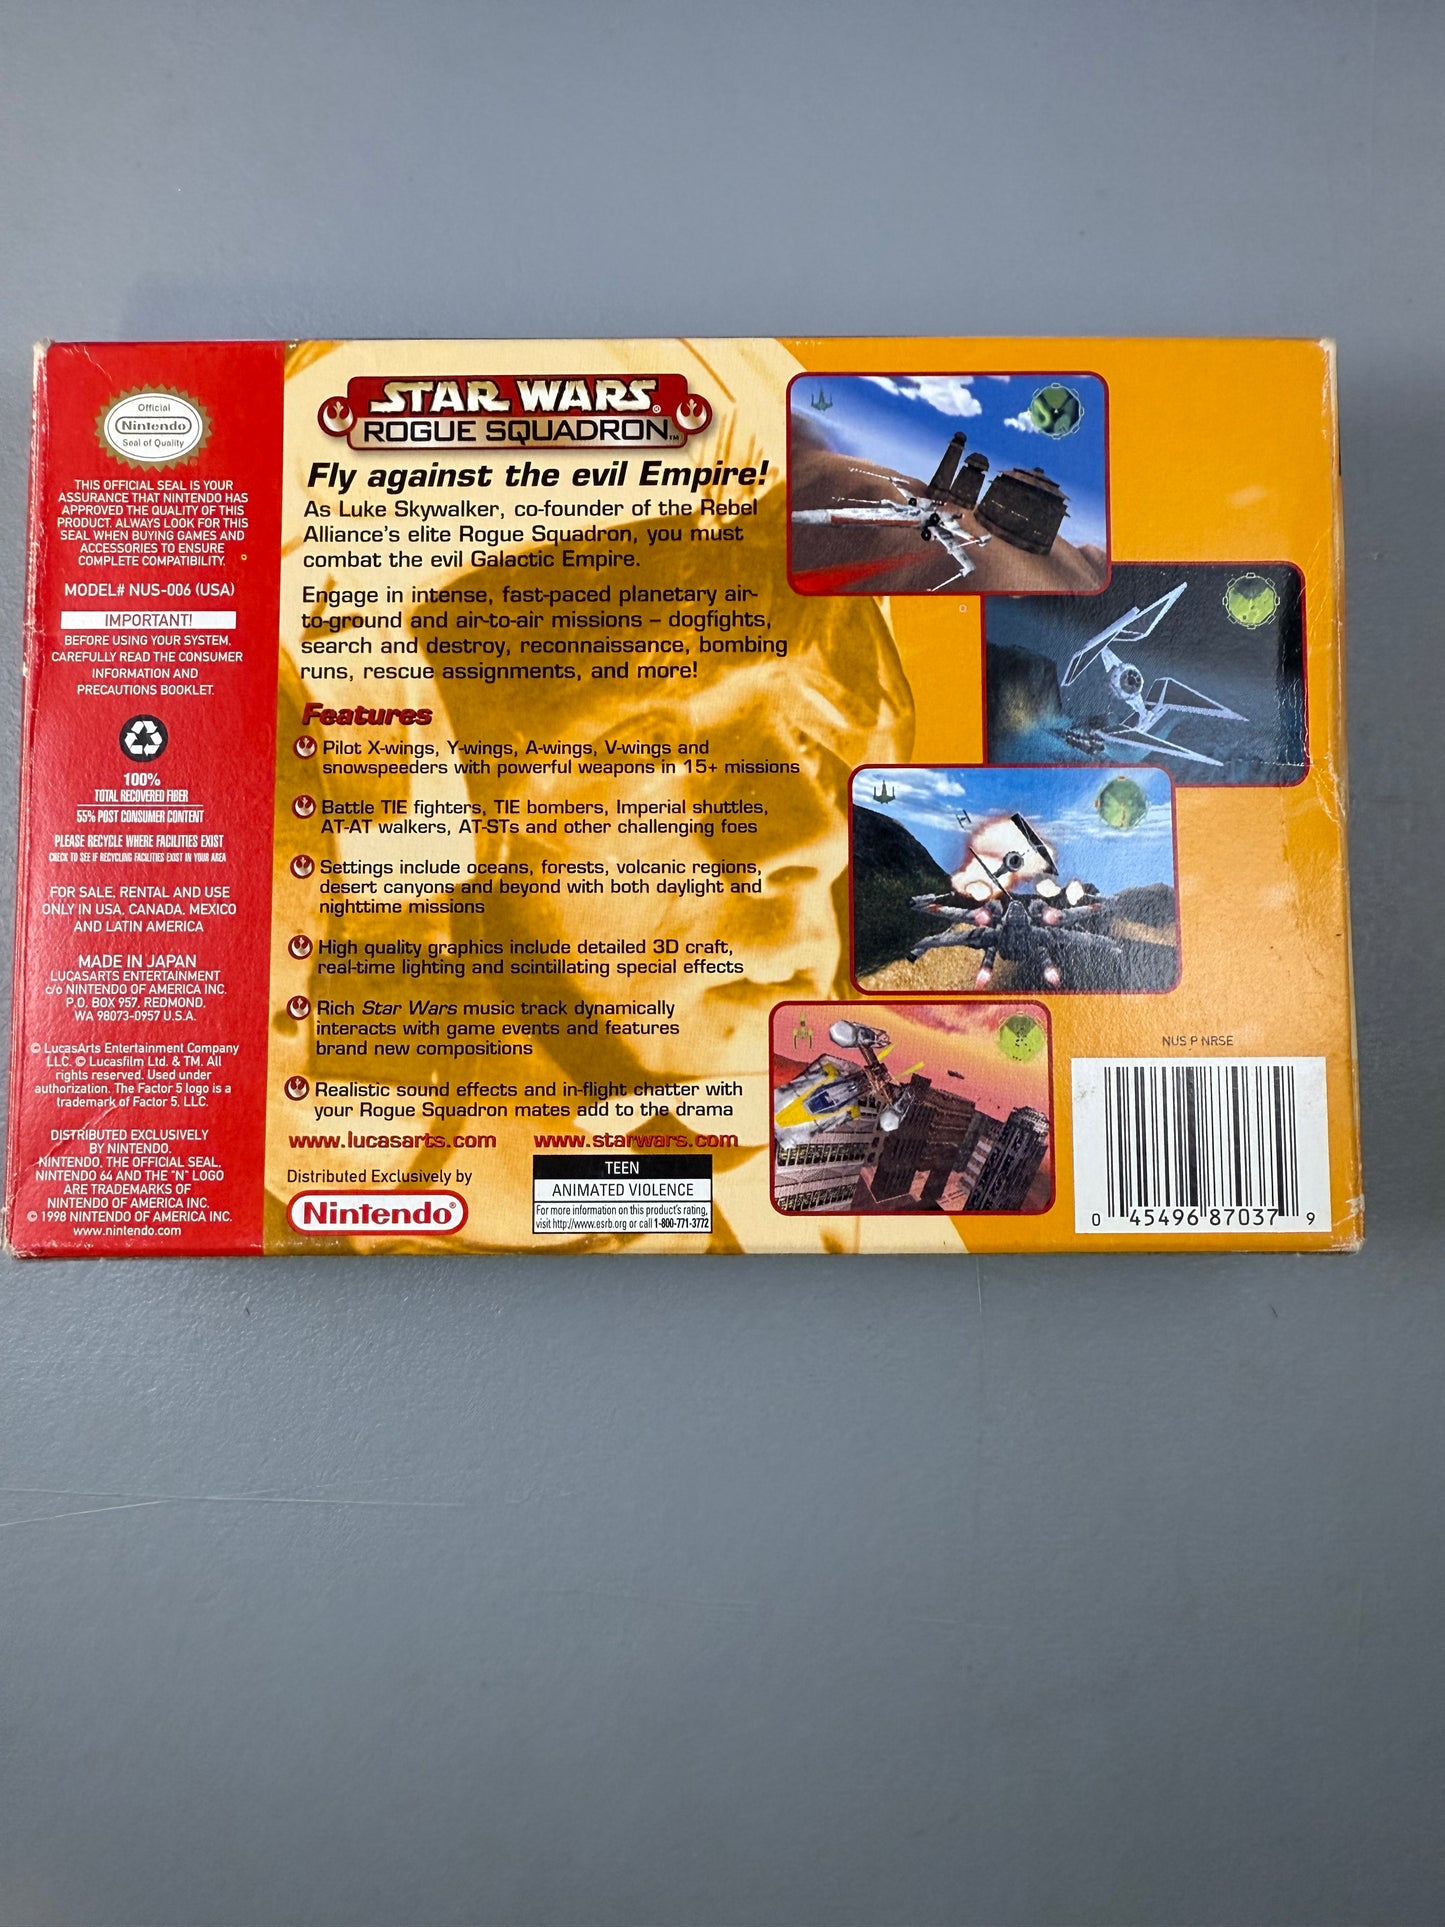 Official
Nintendo
Seal of Quality
THIS OFFICIAL SEAL IS YOUR
ASSURANCE THAT NINTENDO HAS
APPROVED THE QUALITY OF THIS
PRODUCT. ALWAYS LOOK FOR THIS
SEAL WHEN BUYING GAMES AND
ACCESSORIES TO ENSURE
COMPLETE COMPATIBILITY.
MODEL# NUS-006 (USA)
IMPORTANT!
BEFORE USING YOUR SYSTEM,
CAREFULLY READ THE CONSUMER
INFORMATION AND
PRECAUTIONS BOOKLET.
100%
TOTAL RECOVERED FIBER
55% POST CONSUMER CONTENT
PLEASE RECYCLE WHERE FACILITIES EXIST
CHECK TO SEE IF RECYCLING FACILITIES EXIST IN YOUR AREA
FOR SALE, RENTAL AND USE
ONLY IN USA, CANADA, MEXICO
AND LATIN AMERICA
MADE IN JAPAN
LUCASARTS ENTERTAINMENT
c/o NINTENDO OF AMERICA INC.
P.O. BOX 957, REDMOND,
WA 98073-0957 U.S.A.
© LucasArts Entertainment Company
LLC. © Lucasfilm Ltd. & TM. All
rights reserved. Used under
authorization. The Factor 5 logo is a
trademark of Factor 5, LLC.
DISTRIBUTED EXCLUSIVELY
BY NINTENDO.
NINTENDO, THE OFFICIAL SEAL,
NINTENDO 64 AND THE "N" LOGO
ARE TRADEMARKS OF
NINTENDO OF AMERICA INC.
© 1998 NINTENDO OF AMERICA INC.
www.nintendo.com
STAR WARS®
ROGUE SQUADRON™
Fly against the evil Empire!
As Luke Skywalker, co-founder of the Rebel
Alliance's elite Rogue Squadron, you must
combat the evil Galactic Empire.
Engage in intense, fast-paced planetary air-
to-ground and air-to-air missions – dogfights,
search and destroy, reconnaissance, bombing
runs, rescue assignments, and more!
Features
Pilot X-wings, Y-wings, A-wings, V-wings and
snowspeeders with powerful weapons in 15+ missions
Battle TIE fighters, TIE bombers, Imperial shuttles,
AT-AT walkers, AT-STs and other challenging foes
Settings include oceans, forests, volcanic regions,
desert canyons and beyond with both daylight and
nighttime missions
High quality graphics include detailed 3D craft,
real-time lighting and scintillating special effects
Rich Star Wars music track dynamically
interacts with game events and features
brand new compositions
Realistic sound effects and in-flight chatter with
your Rogue Squadron mates add to the drama
www.lucasarts.com www.starwars.com
Distributed Exclusively by
Nintendo®
TEEN
ANIMATED VIOLENCE
For more information on this product's rating,
visit http://www.esrb.org or call 1-800-771-3772
NUS P NRSE
0 45496 87037 9